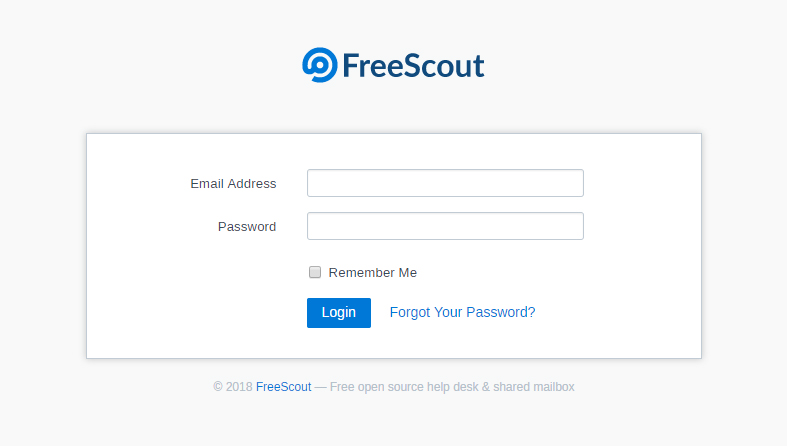 FreeScout
Email Address
Password
Remember Me
Login Forgot Your Password?
© 2018 FreeScout — Free open source help desk & shared mailbox